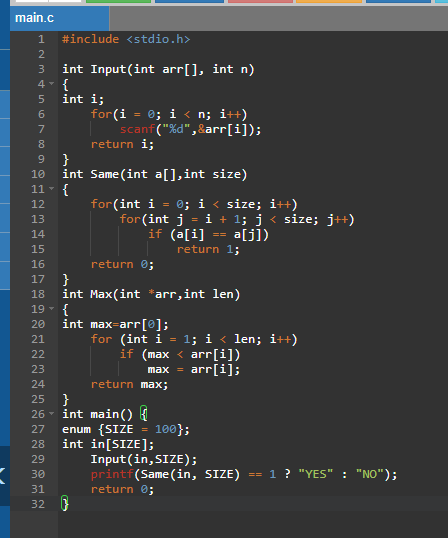 main.c
1 #include <stdio.h>
2
3 int Input(int arr[], int n)
4 {
5 int i;
6     for(i = 0; i < n; i++)
7         scanf("%d",&arr[i]);
8     return i;
9 }
10 int Same(int a[],int size)
11 {
12     for(int i = 0; i < size; i++)
13         for(int j = i + 1; j < size; j++)
14             if (a[i] == a[j])
15                 return 1;
16     return 0;
17 }
18 int Max(int *arr,int len)
19 {
20 int max=arr[0];
21     for (int i = 1; i < len; i++)
22         if (max < arr[i])
23             max = arr[i];
24     return max;
25 }
26 int main() {
27 enum {SIZE = 100};
28 int in[SIZE];
29     Input(in,SIZE);
30     printf(Same(in, SIZE) == 1 ? "YES" : "NO");
31     return 0;
32 }